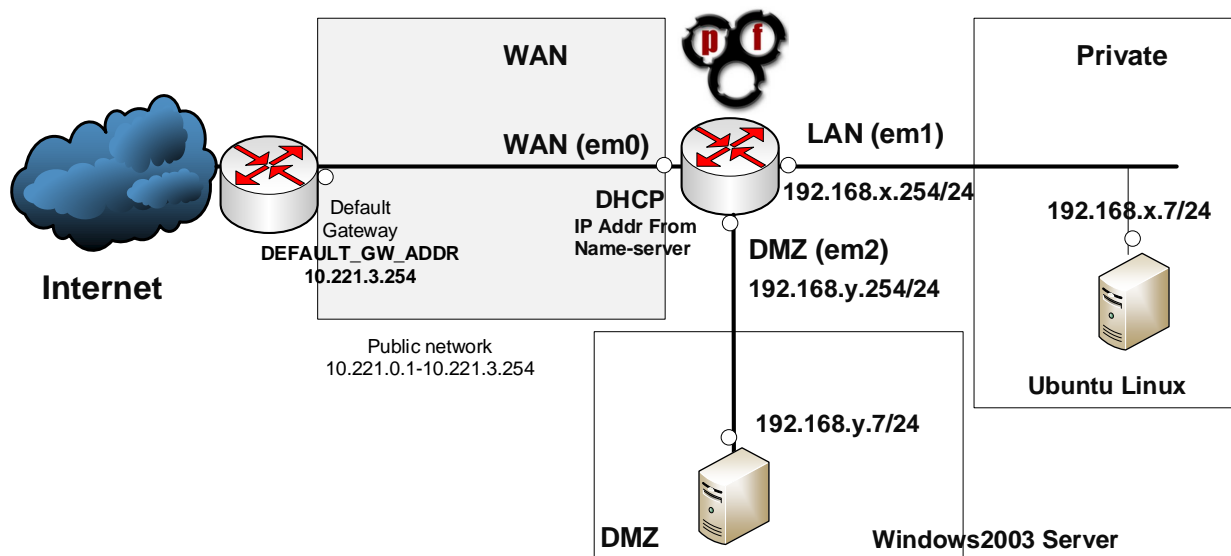 WAN
pf
Private
WAN (em0)
LAN (em1)
DHCP
IP Addr From
Name-server
192.168.x.254/24
192.168.x.7/24
Default
Gateway
DEFAULT_GW_ADDR
10.221.3.254
DMZ (em2)
192.168.y.254/24
Internet
Public network
10.221.0.1-10.221.3.254
Ubuntu Linux
192.168.y.7/24
DMZ
Windows2003 Server